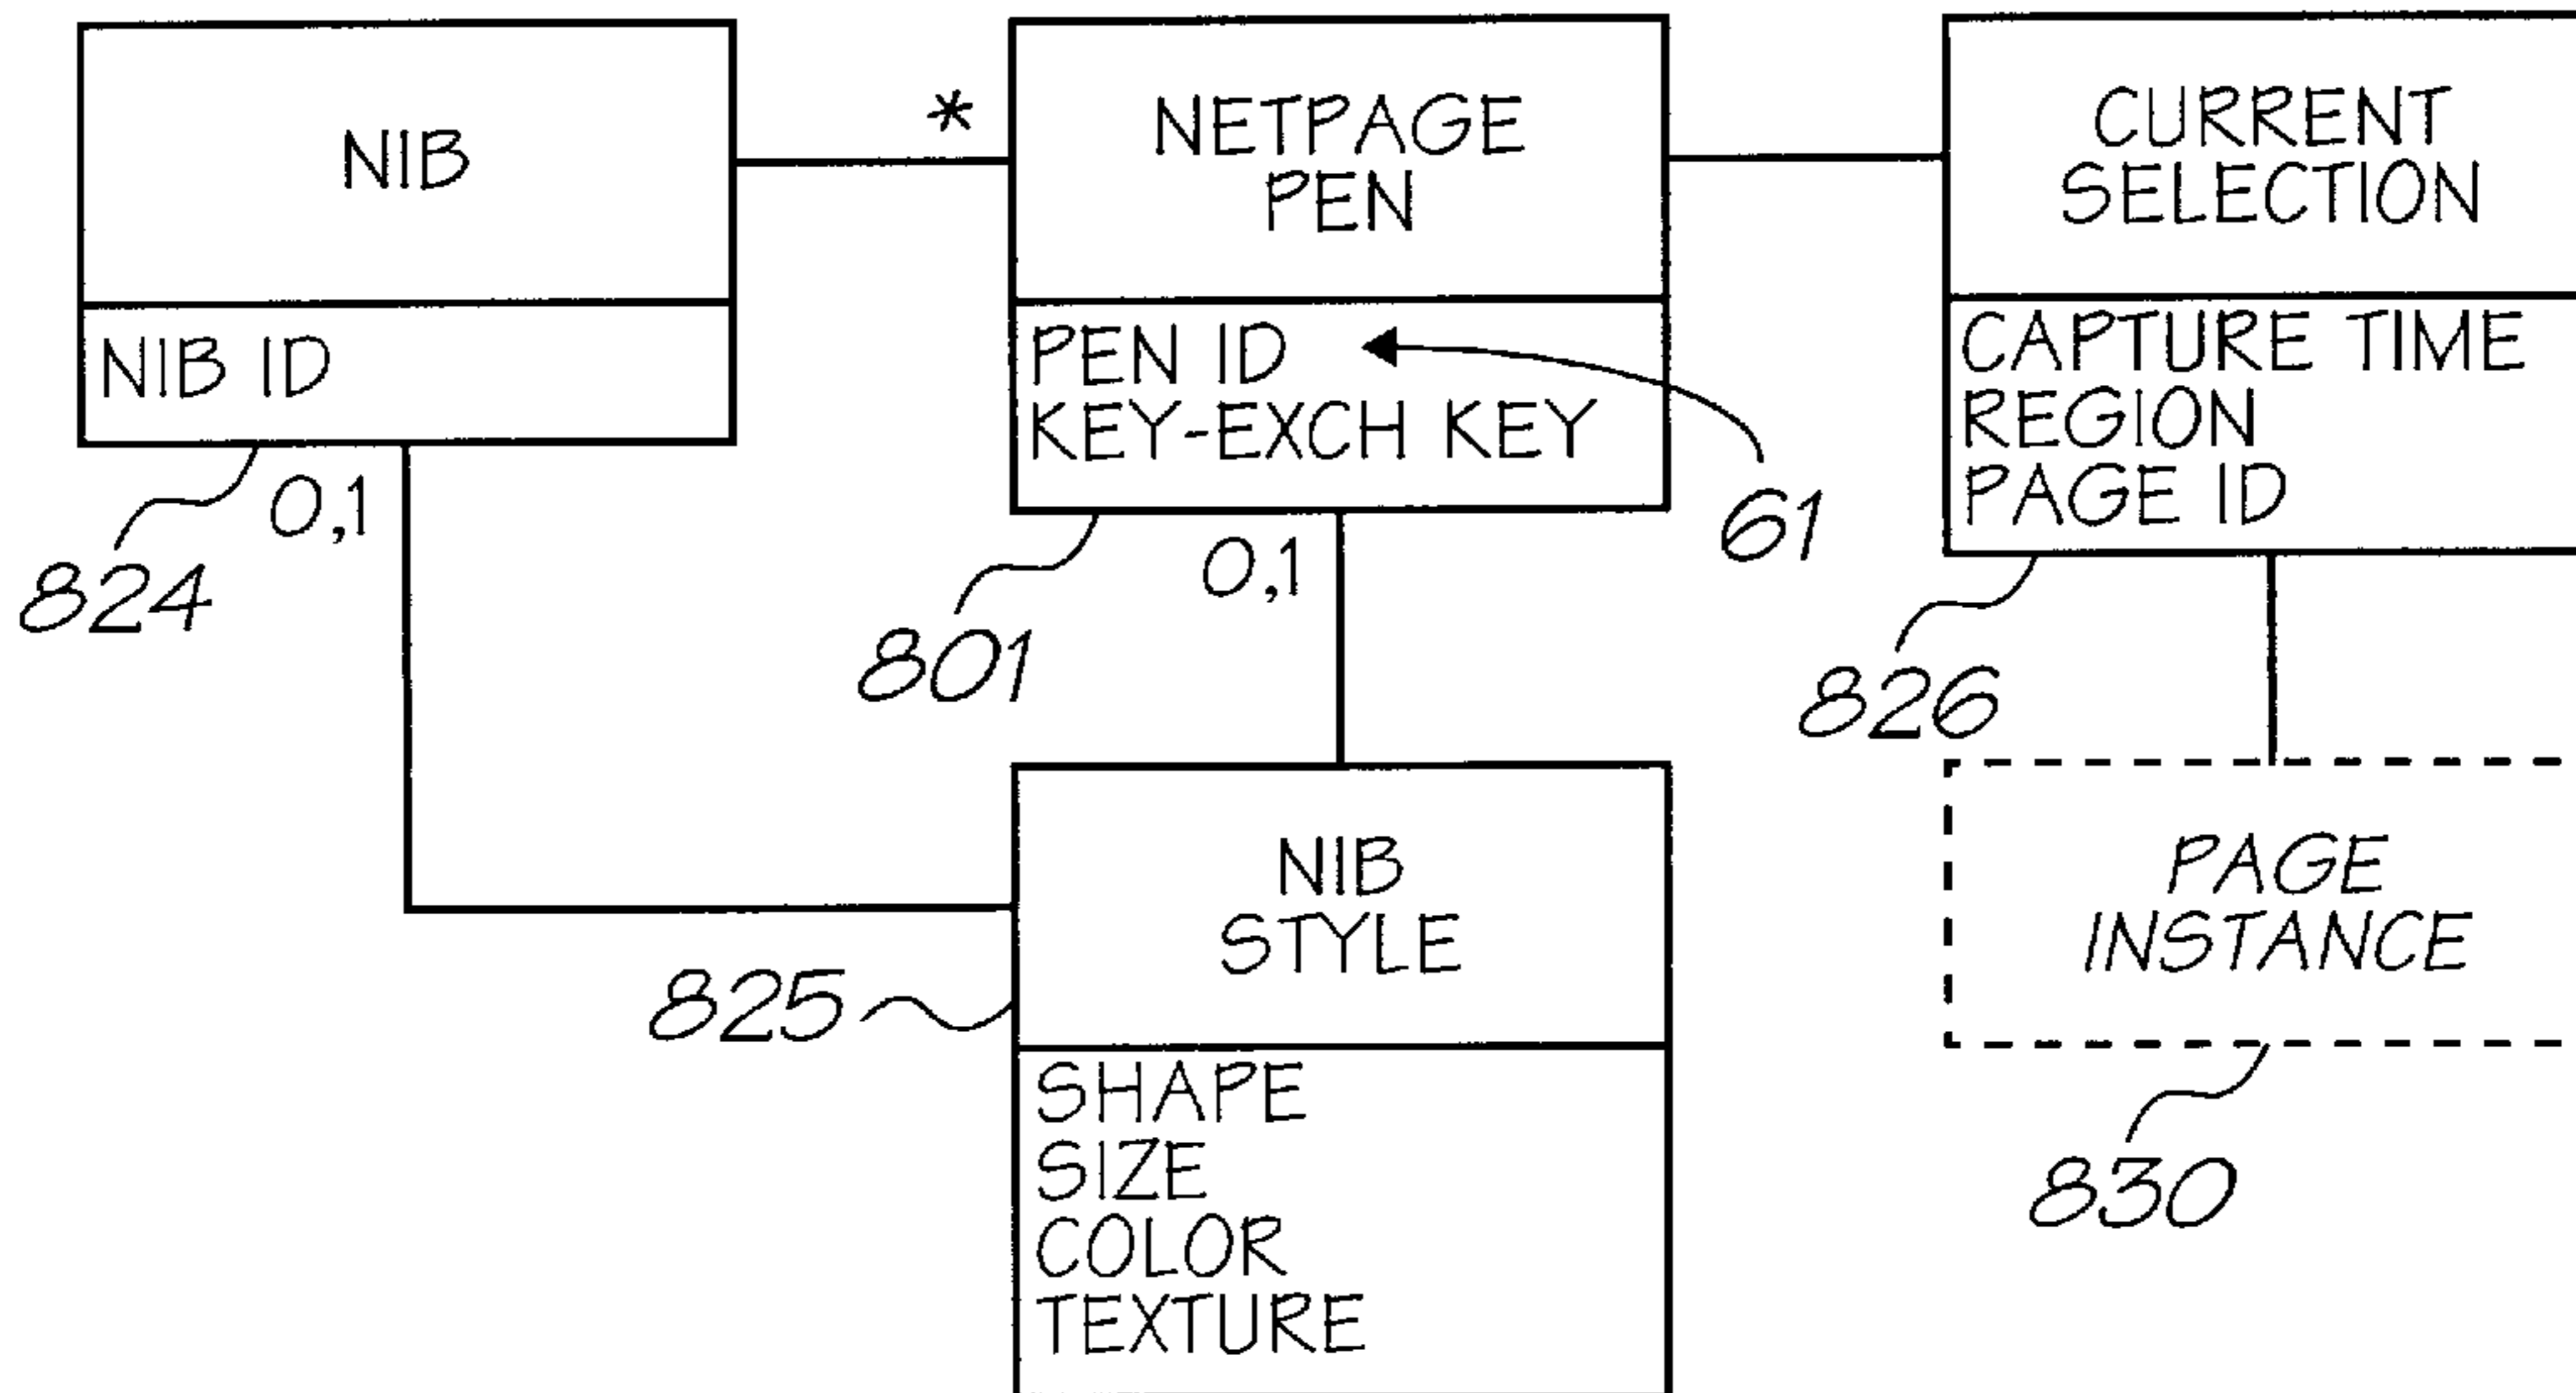 NIB
NIB ID
824
0,1
*
NETPAGE
PEN
PEN ID
KEY-EXCH KEY
61
801
0,1
CURRENT
SELECTION
CAPTURE TIME
REGION
PAGE ID
826
NIB
STYLE
825
SHAPE
SIZE
COLOR
TEXTURE
PAGE
INSTANCE
830